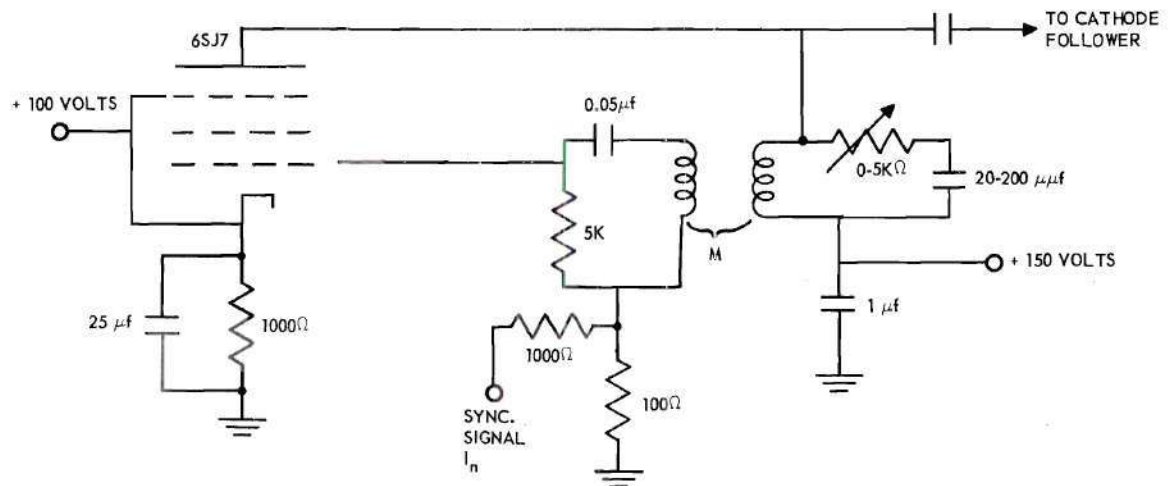 6SJ7
TO CATHODE
FOLLOWER
+ 100 VOLTS
0.05μf
0-5KΩ
20-200 μμf
5K
M
+ 150 VOLTS
25 μf
1000Ω
1 μf
1000Ω
100Ω
SYNC.
SIGNAL
In